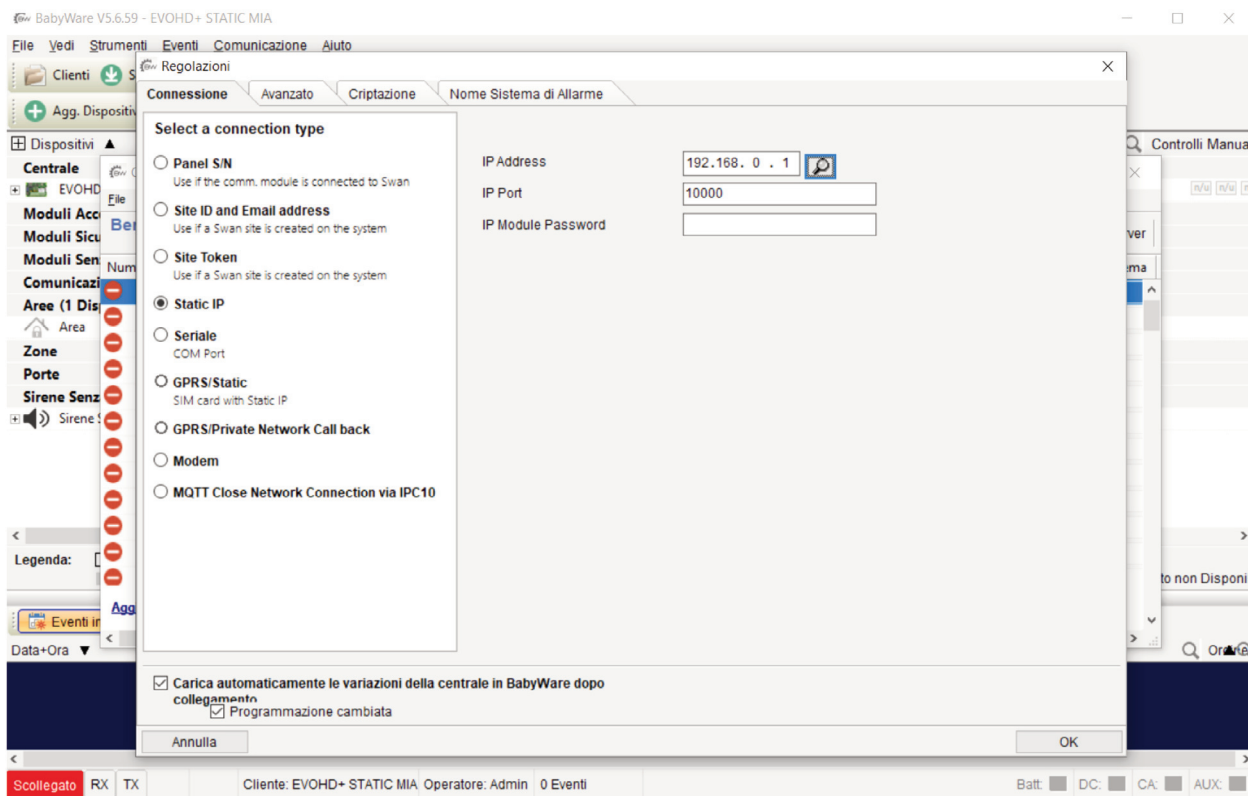 BabyWare V5.6.59 - EVOHD+ STATIC MIA
File Vedi Strumenti Eventi Comunicazione Aiuto
Clienti
Agg. Dispositiv
Dispositivi ▲
Centrale
EVOHD
Moduli Acc
Moduli Sicu
Moduli Sen
Comunicazi
Aree (1 Dis
Area
Zone
Porte
Sirene Senz
Sirene S
Legenda:
Eventi in
Data+Ora ▼
File
Ber
Num
Agg
Regolazioni
Connessione Avanzato Criptazione Nome Sistema di Allarme
Select a connection type
Panel S/N
Use if the comm. module is connected to Swan
Site ID and Email address
Use if a Swan site is created on the system
Site Token
Use if a Swan site is created on the system
Static IP
Seriale
COM Port
GPRS/Static
SIM card with Static IP
GPRS/Private Network Call back
Modem
MQTT Close Network Connection via IPC10
IP Address 192.168. 0 . 1
IP Port 10000
IP Module Password
Carica automaticamente le variazioni della centrale in BabyWare dopo
collegamento
Programmazione cambiata
Annulla OK
Controlli Manua
n/u n/u
ver
ema
to non Disponi
Scollegato RX TX Cliente: EVOHD+ STATIC MIA Operatore: Admin 0 Eventi Batt: DC: CA: AUX: